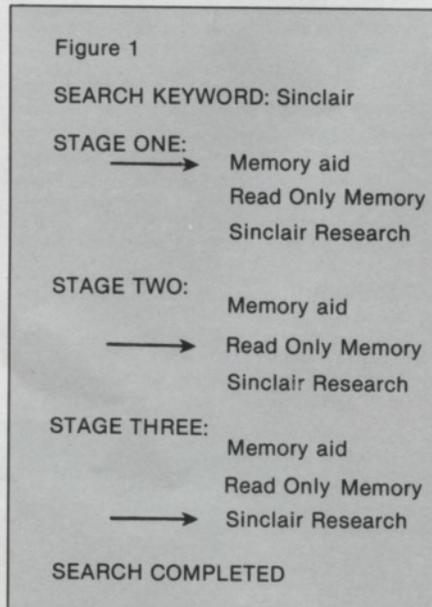 Figure 1
SEARCH KEYWORD: Sinclair
STAGE ONE:
Memory aid
Read Only Memory
Sinclair Research
STAGE TWO:
Memory aid
Read Only Memory
Sinclair Research
STAGE THREE:
Memory aid
Read Only Memory
Sinclair Research
SEARCH COMPLETED